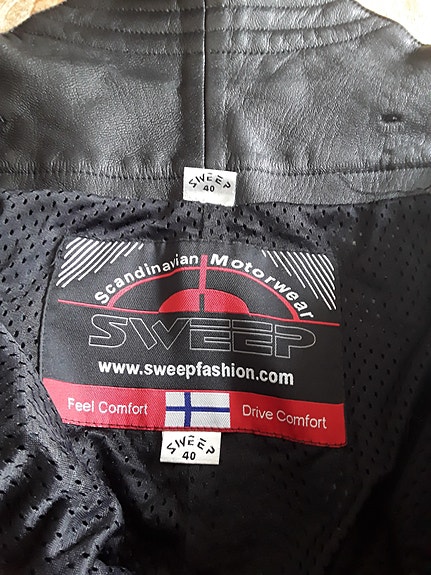 SWEEP
40
Scandinavian Motorwear
SWEEP
www.sweepfashion.com
Feel Comfort Drive Comfort
SWEEP
40